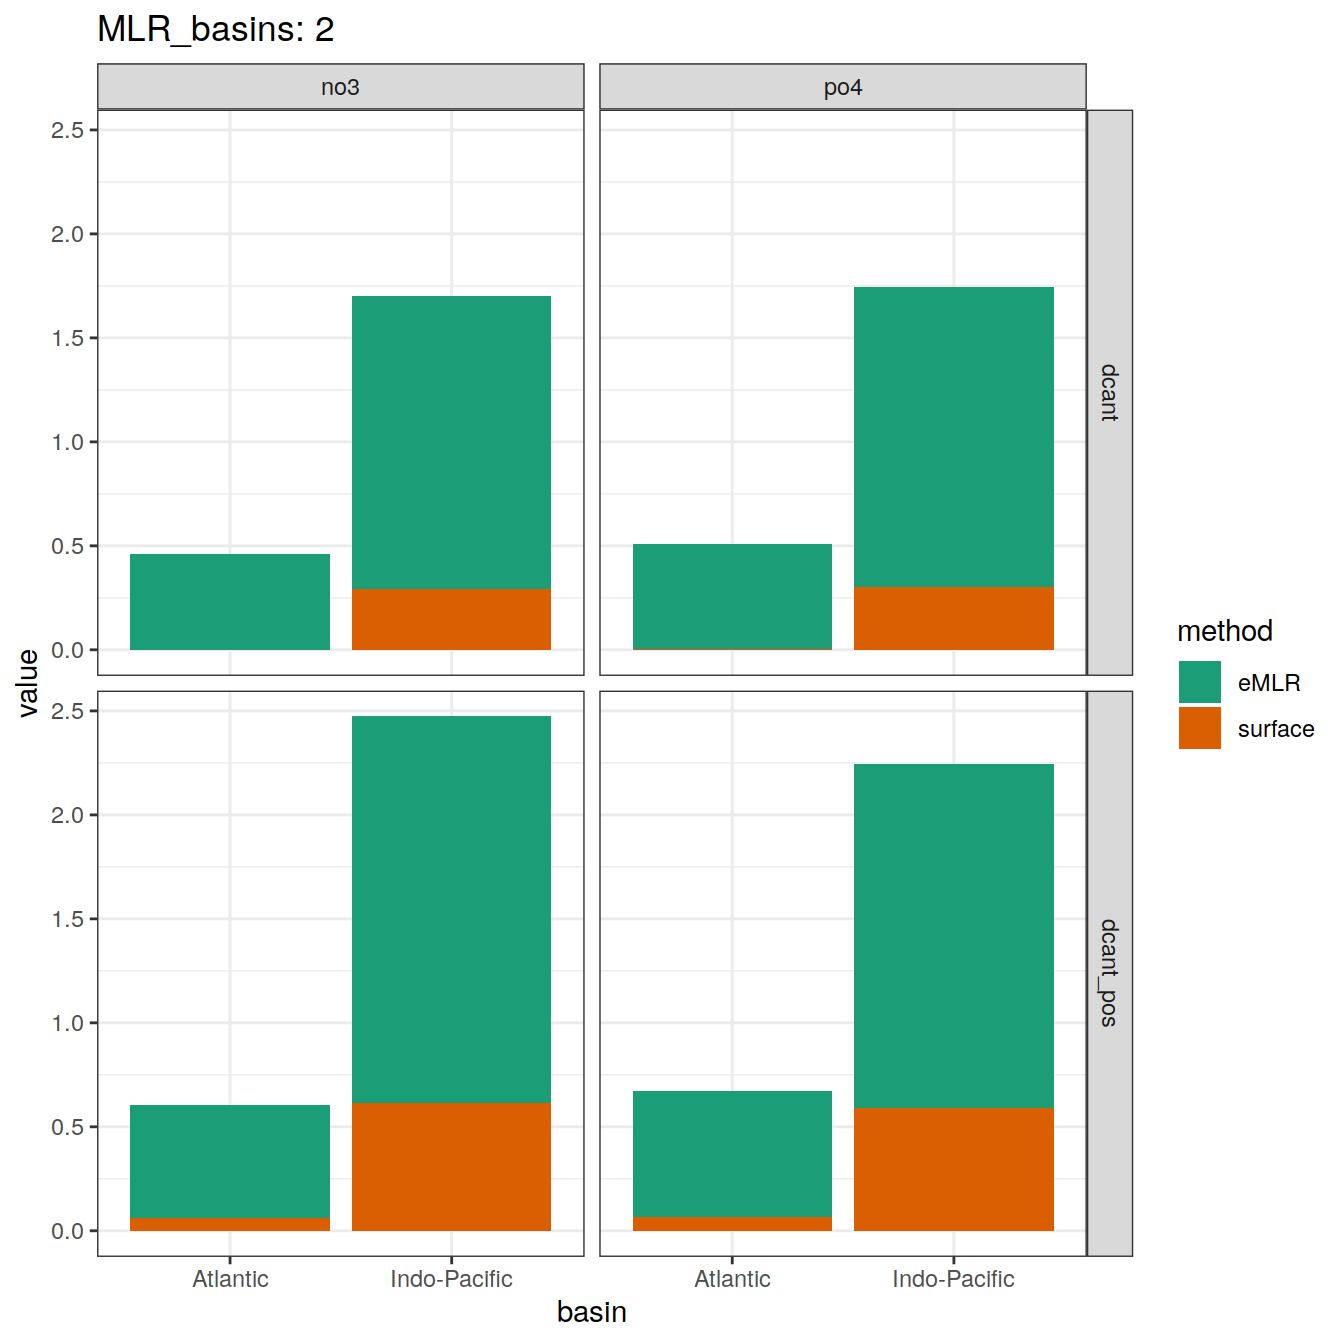 MLR_basins: 2
no3
po4
2.5
2.0
1.5
1.0
0.5
0.0
dcant
2.5
2.0
1.5
1.0
0.5
0.0
dcant_pos
value
Atlantic
Indo-Pacific
Atlantic
Indo-Pacific
basin
method
eMLR
surface